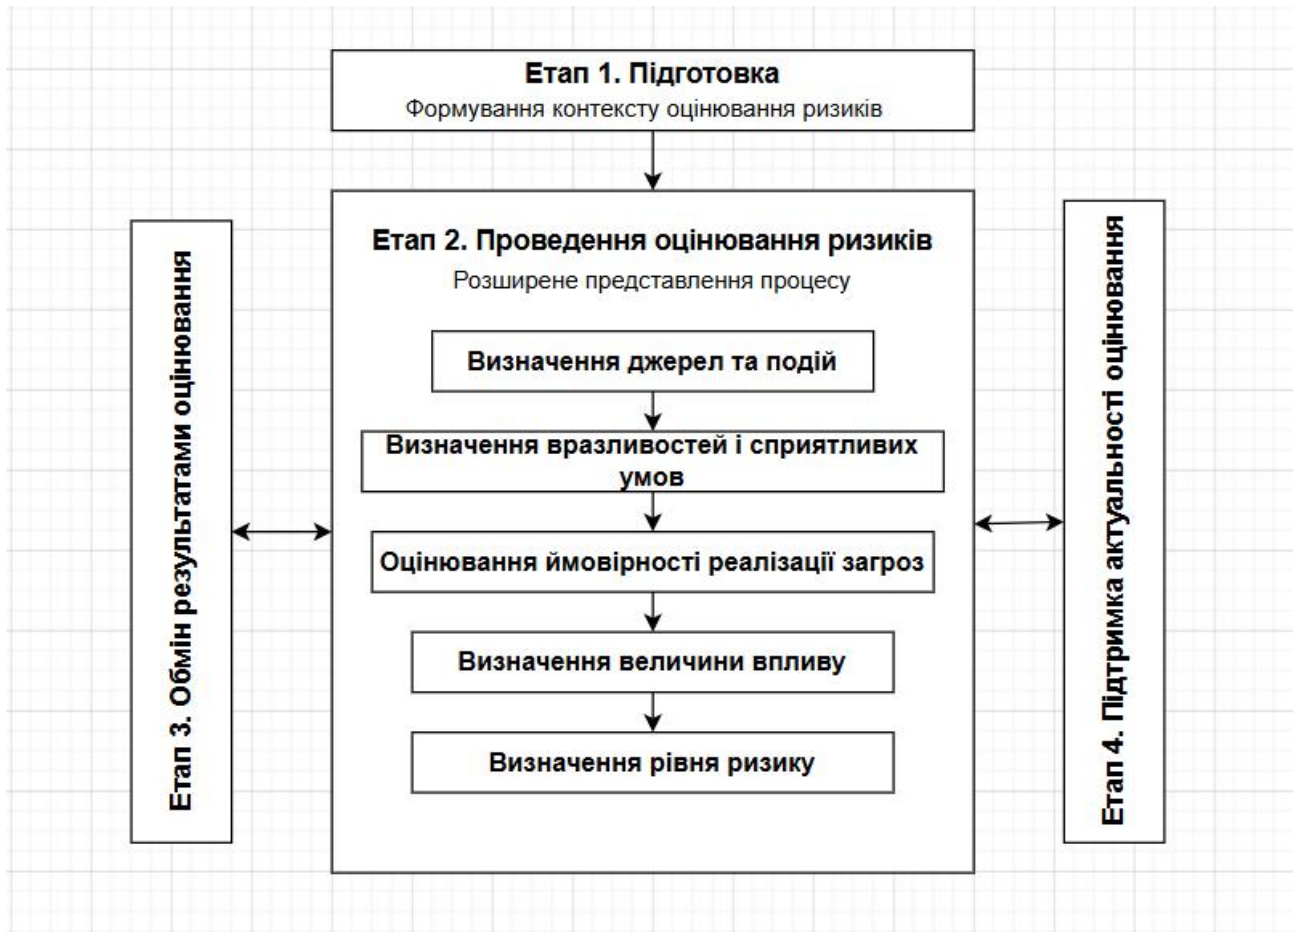 Етап 1. Підготовка
Формування контексту оцінювання ризиків
Етап 2. Проведення оцінювання ризиків
Розширене представлення процесу
Визначення джерел та подій
Визначення вразливостей і сприятливих
умов
Оцінювання ймовірності реалізації загроз
Визначення величини впливу
Визначення рівня ризику
Етап 3. Обмін результатами оцінювання
Етап 4. Підтримка актуальності оцінювання